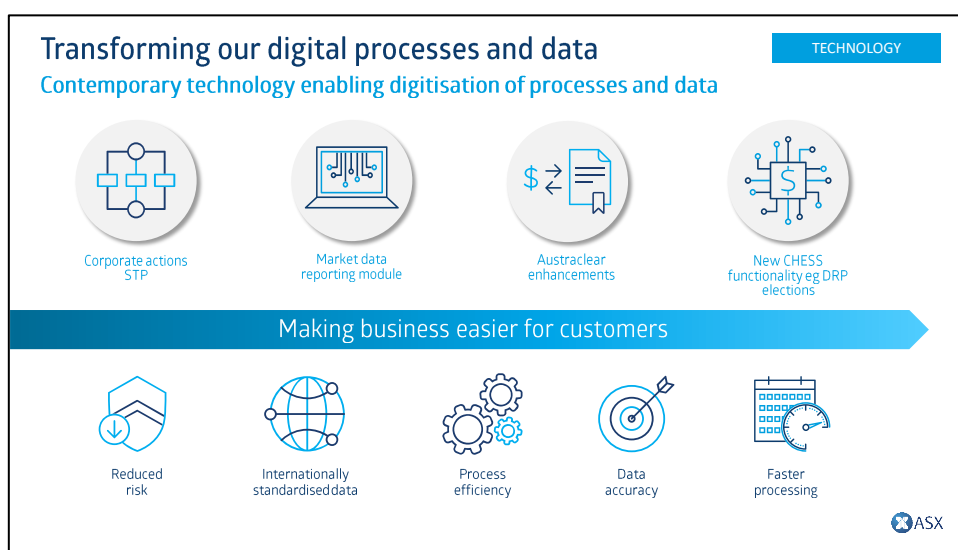 Transforming our digital processes and data
TECHNOLOGY
Contemporary technology enabling digitisation of processes and data
$
$
Corporate actions
STP
Market data
reporting module
Austraclear
enhancements
New CHESS
functionality eg DRP
elections
Making business easier for customers
Reduced
risk
Internationally
standardised data
Process
efficiency
Data
accuracy
Faster
processing
ASX